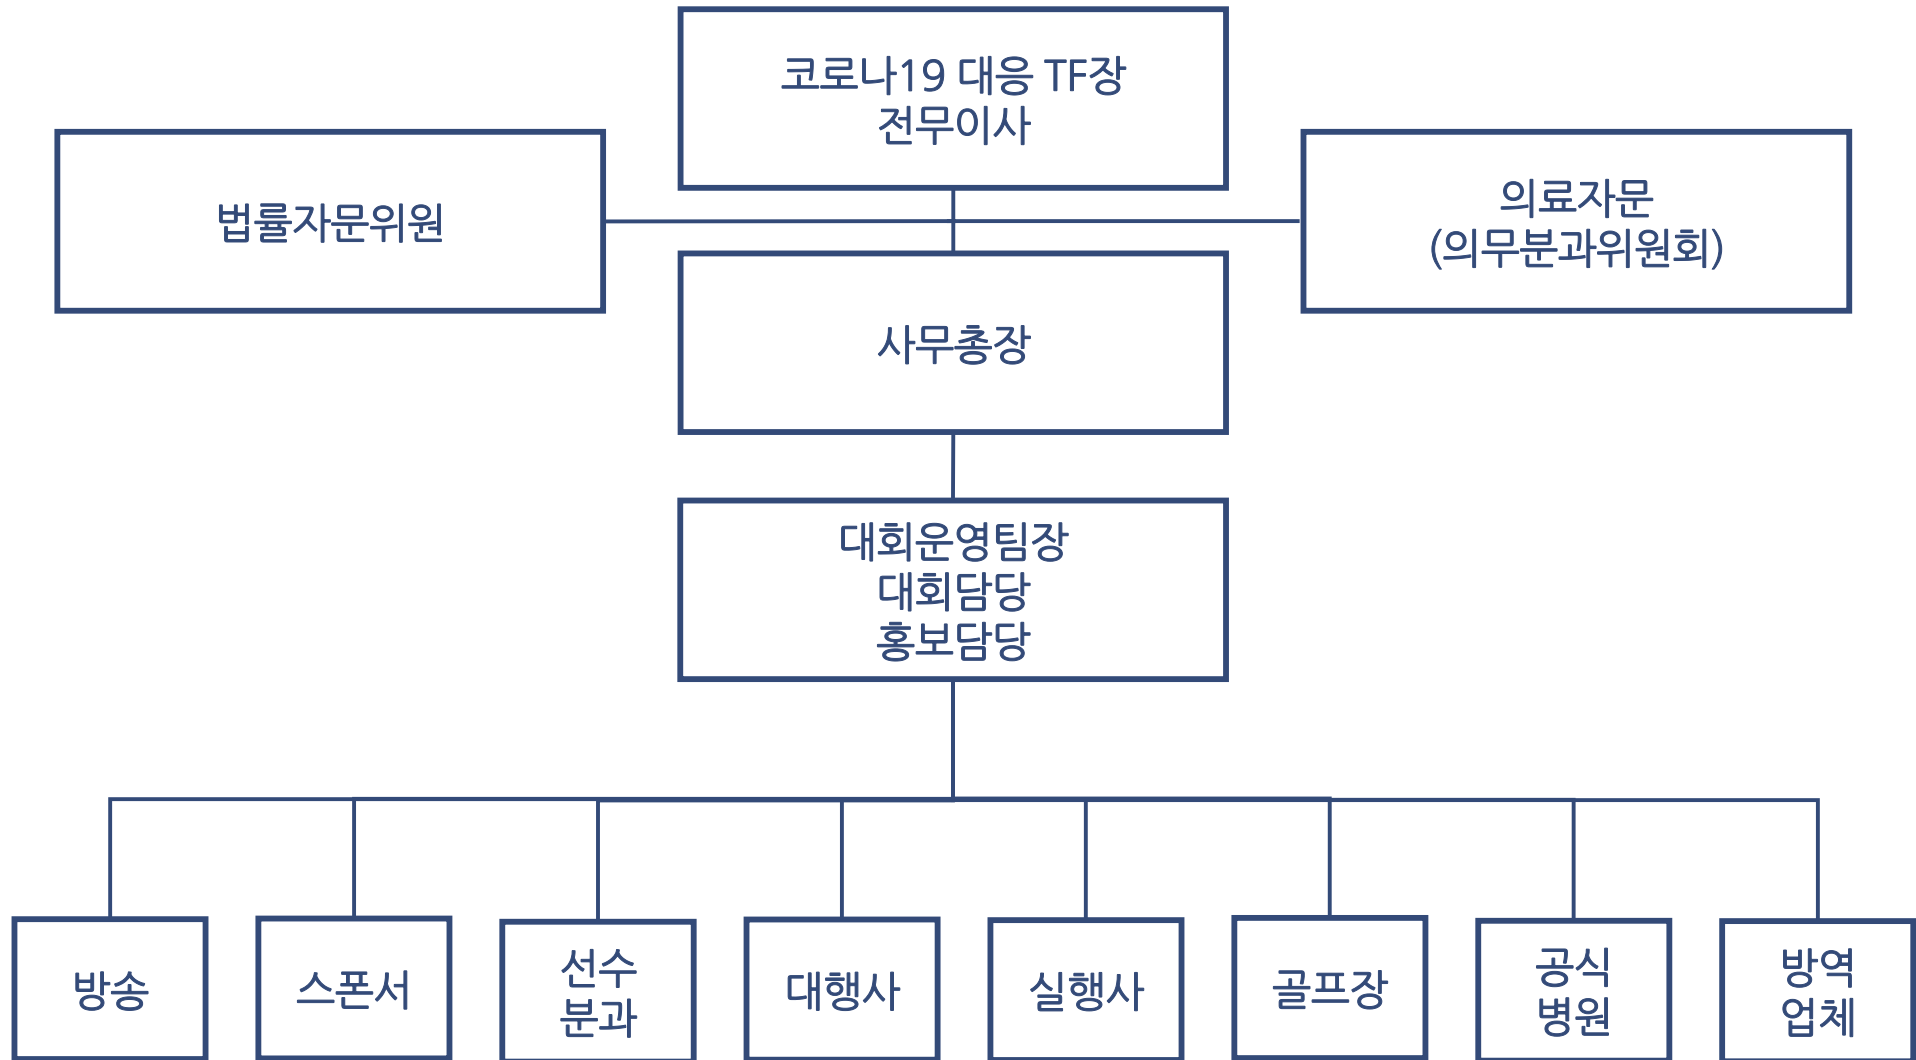 코로나19 대응 TF장
전무이사
법률자문위원
의료자문
(의무분과위원회)
사무총장
대회운영팀장
대회담당
홍보담당
방송
스폰서
선수
분과
대행사
실행사
골프장
공식
병원
방역
업체